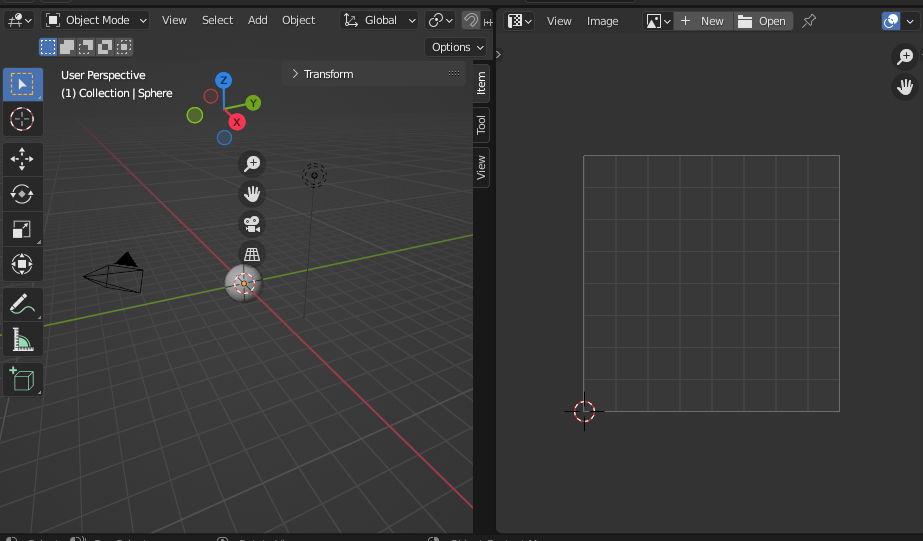 Object Mode View Select Add Object Global
Options
User Perspective
(1) Collection | Sphere
Transform
Item
Tool
View
Z
Y
X
View Image New Open